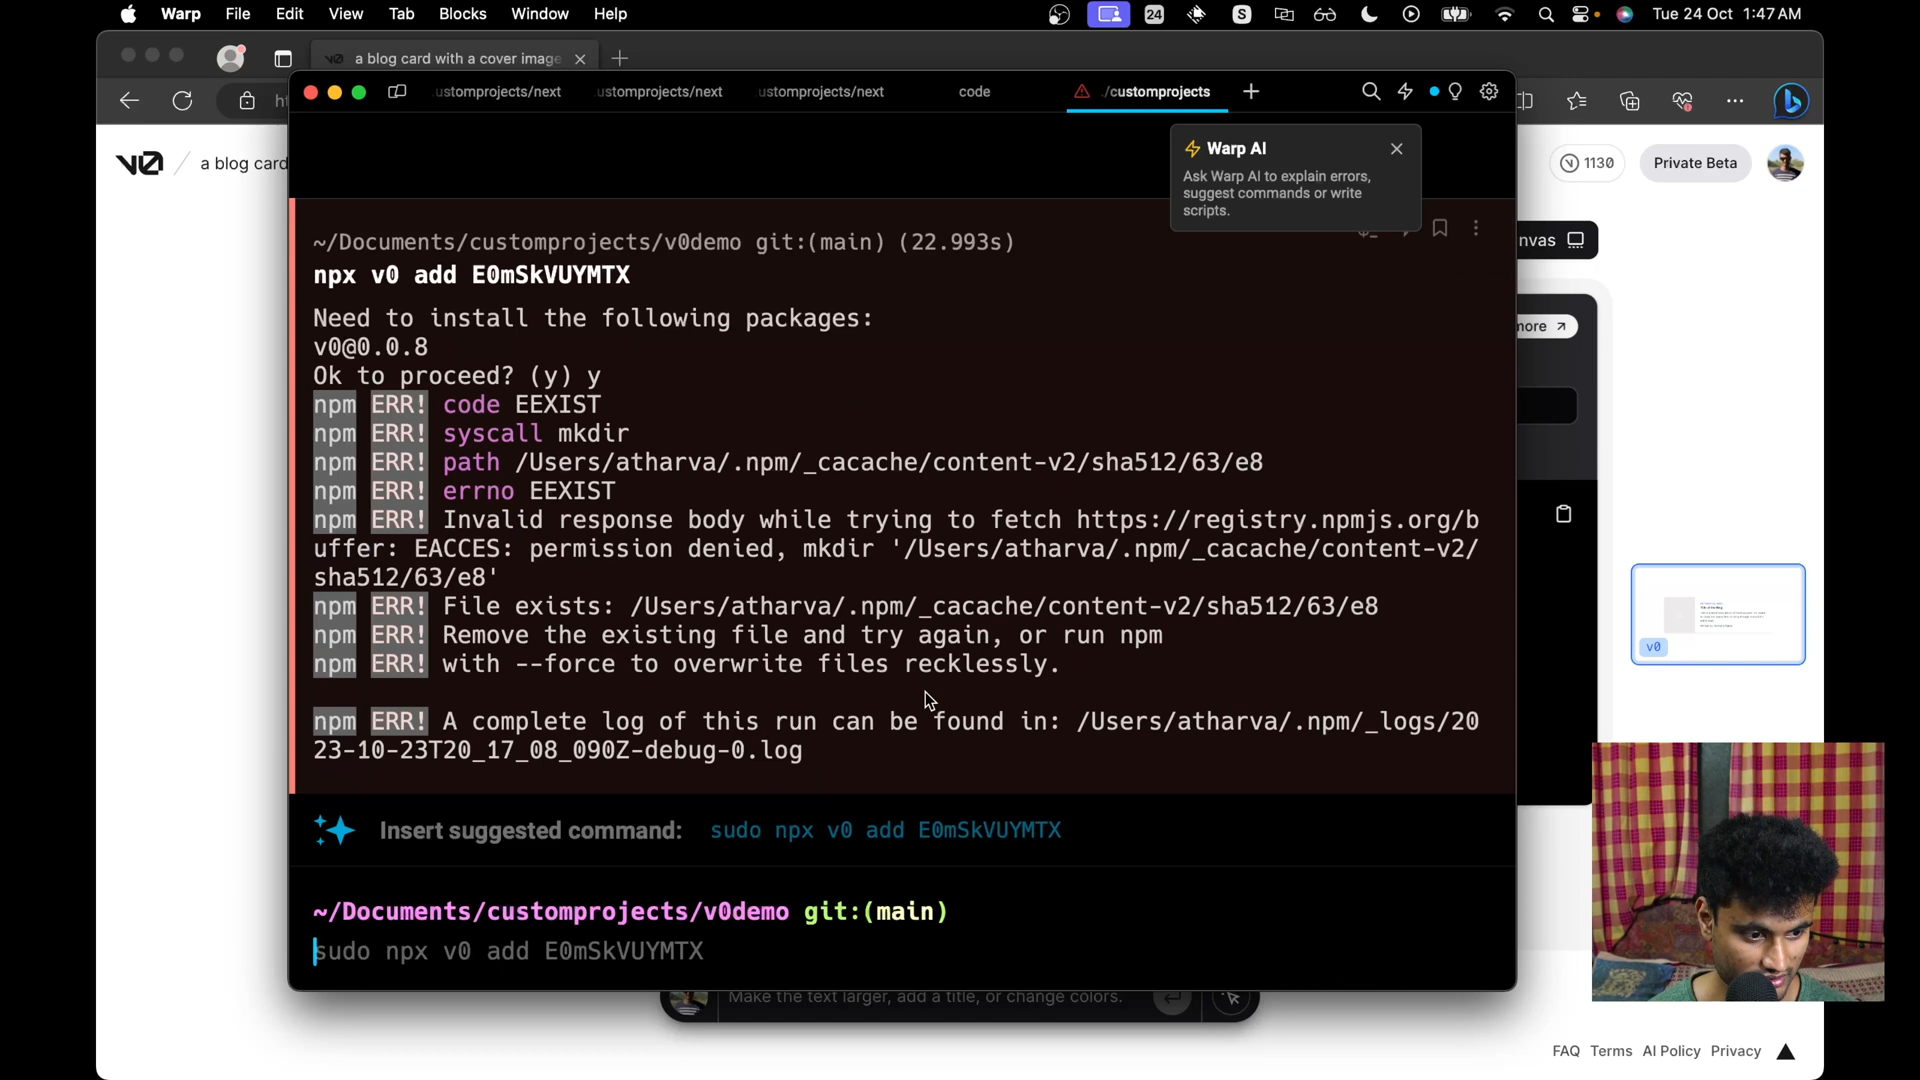 Warp File Edit View Tab Blocks Window Help
24
S
Tue 24 Oct 1:47 AM
a blog card with a cover image
.ustomprojects/next
.ustomprojects/next
.ustomprojects/next
code
./customprojects
Warp AI
Ask Warp AI to explain errors,
suggest commands or write
scripts.
v0 / a blog card
1130
Private Beta
nvas
more
~/Documents/customprojects/v0demo git:(main) (22.993s)
npx v0 add E0mSkVUYMTX
Need to install the following packages:
v0@0.0.8
Ok to proceed? (y) y
npm ERR! code EEXIST
npm ERR! syscall mkdir
npm ERR! path /Users/atharva/.npm/_cacache/content-v2/sha512/63/e8
npm ERR! errno EEXIST
npm ERR! Invalid response body while trying to fetch https://registry.npmjs.org/b
uffer: EACCES: permission denied, mkdir '/Users/atharva/.npm/_cacache/content-v2/
sha512/63/e8'
npm ERR! File exists: /Users/atharva/.npm/_cacache/content-v2/sha512/63/e8
npm ERR! Remove the existing file and try again, or run npm
npm ERR! with --force to overwrite files recklessly.
npm ERR! A complete log of this run can be found in: /Users/atharva/.npm/_logs/20
23-10-23T20_17_08_090Z-debug-0.log
v0
Insert suggested command: sudo npx v0 add E0mSkVUYMTX
~/Documents/customprojects/v0demo git:(main)
sudo npx v0 add E0mSkVUYMTX
Make the text larger, add a title, or change colors.
FAQ Terms AI Policy Privacy